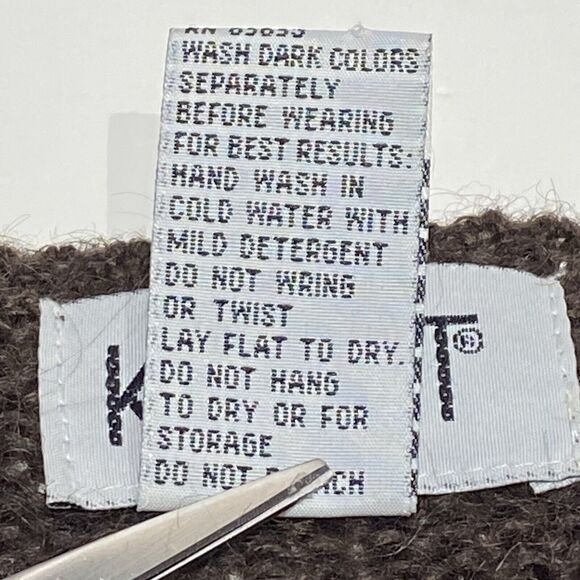 WASH DARK COLORS
SEPARATELY
BEFORE WEARING
FOR BEST RESULTS:
HAND WASH IN
COLD WATER WITH
MILD DETERGENT
DO NOT WRING
OR TWIST
LAY FLAT TO DRY.
DO NOT HANG
TO DRY OR FOR
STORAGE
DO NOT